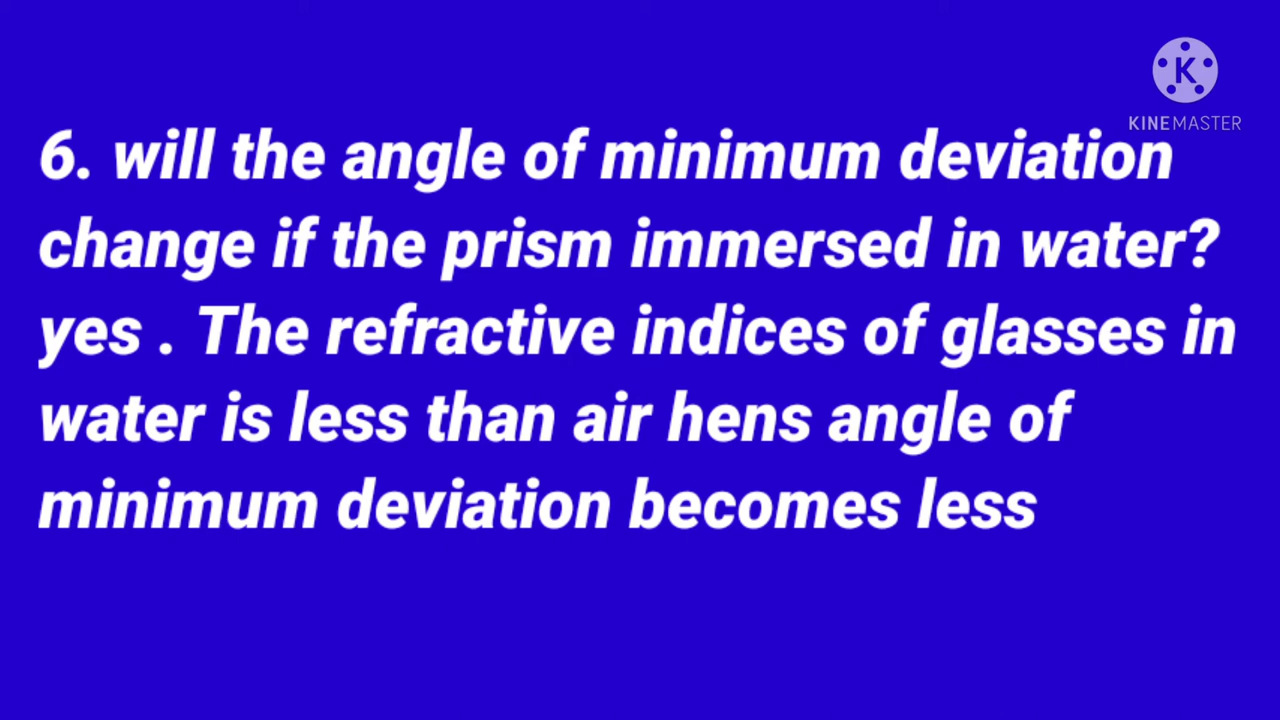 K
KINEMASTER
6. will the angle of minimum deviation
change if the prism immersed in water?
yes . The refractive indices of glasses in
water is less than air hens angle of
minimum deviation becomes less